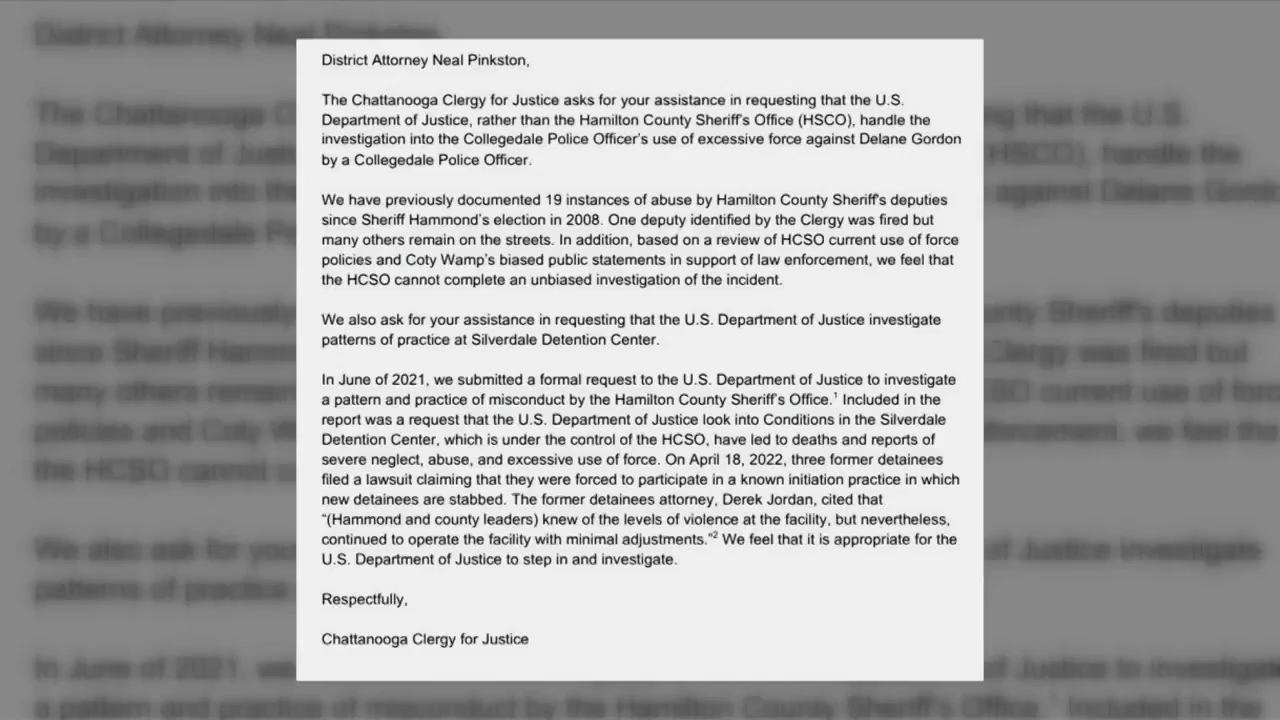 District Attorney Neal Pinkston,
The Chattanooga Clergy for Justice asks for your assistance in requesting that the U.S.
Department of Justice, rather than the Hamilton County Sheriff's Office (HSCO), handle the
investigation into the Collegedale Police Officer's use of excessive force against Delane Gordon
by a Collegedale Police Officer.
We have previously documented 19 instances of abuse by Hamilton County Sheriff's deputies
since Sheriff Hammond's election in 2008. One deputy identified by the Clergy was fired but
many others remain on the streets. In addition, based on a review of HCSO current use of force
policies and Coty Wamp's biased public statements in support of law enforcement, we feel that
the HCSO cannot complete an unbiased investigation of the incident.
We also ask for your assistance in requesting that the U.S. Department of Justice investigate
patterns of practice at Silverdale Detention Center.
In June of 2021, we submitted a formal request to the U.S. Department of Justice to investigate
a pattern and practice of misconduct by the Hamilton County Sheriff's Office.¹ Included in the
report was a request that the U.S. Department of Justice look into Conditions in the Silverdale
Detention Center, which is under the control of the HCSO, have led to deaths and reports of
severe neglect, abuse, and excessive use of force. On April 18, 2022, three former detainees
filed a lawsuit claiming that they were forced to participate in a known initiation practice in which
new detainees are stabbed. The former detainees attorney, Derek Jordan, cited that
"(Hammond and county leaders) knew of the levels of violence at the facility, but nevertheless,
continued to operate the facility with minimal adjustments."² We feel that it is appropriate for the
U.S. Department of Justice to step in and investigate.
Respectfully,
Chattanooga Clergy for Justice